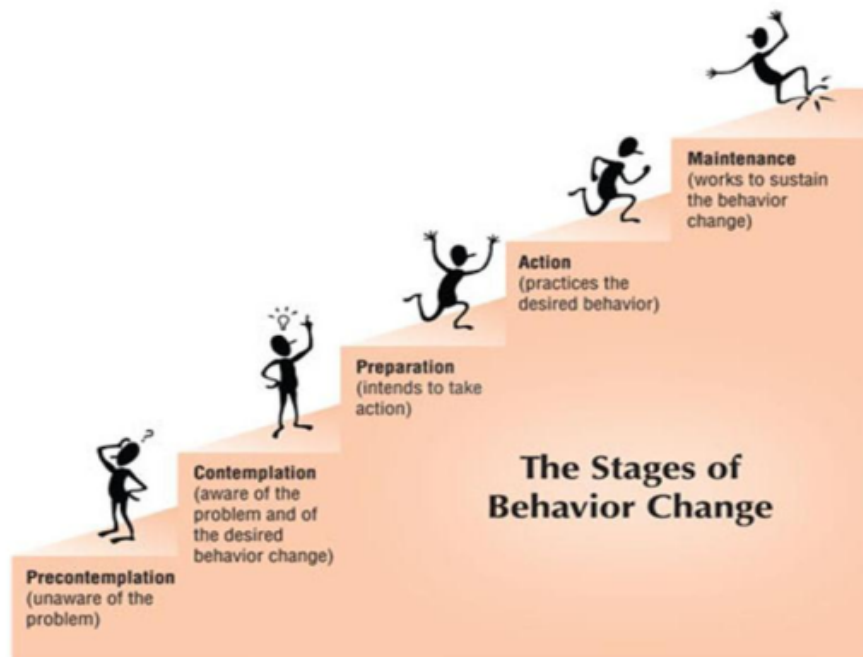 Maintenance
(works to sustain
the behavior
change)
Action
(practices the
desired behavior)
Preparation
(intends to take
action)
Contemplation
(aware of the
problem and of
the desired
behavior change)
Precontemplation
(unaware of the
problem)
?
The Stages of
Behavior Change